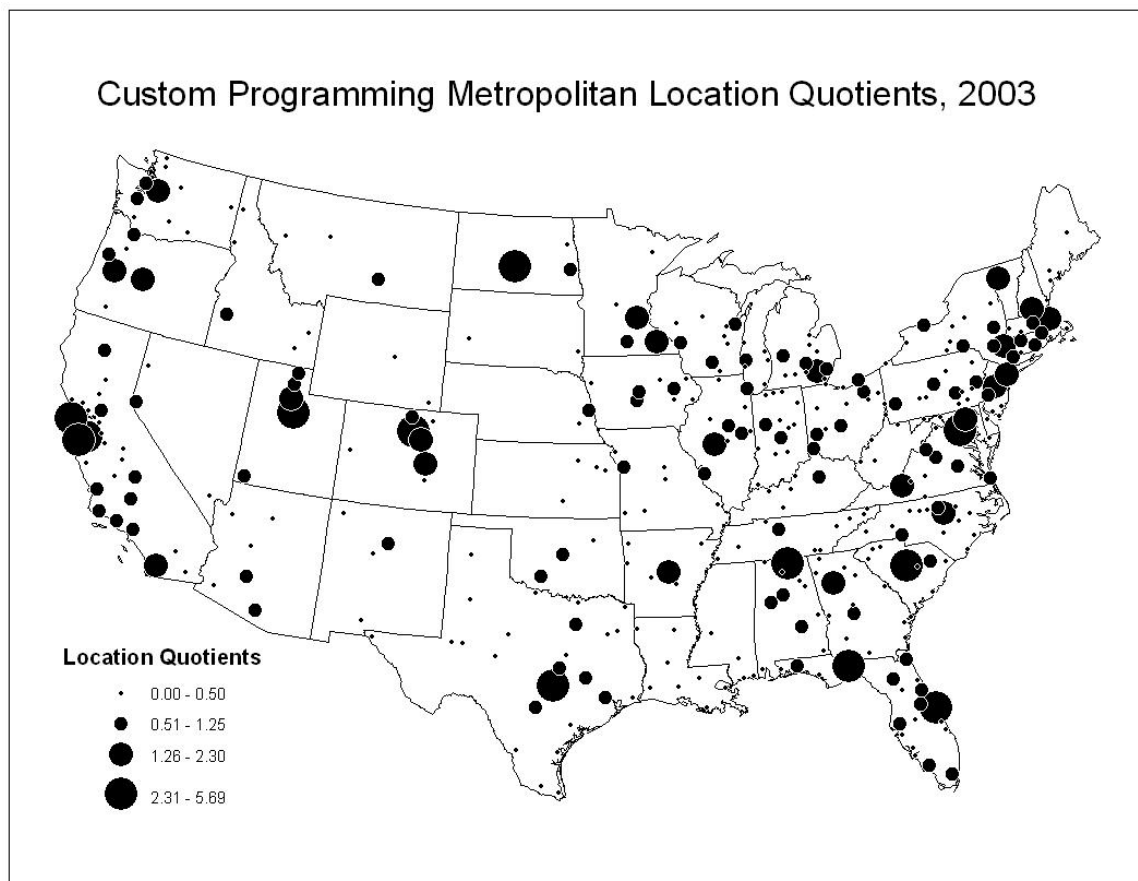 Custom Programming Metropolitan Location Quotients, 2003
Location Quotients
0.00 - 0.50
0.51 - 1.25
1.26 - 2.30
2.31 - 5.69